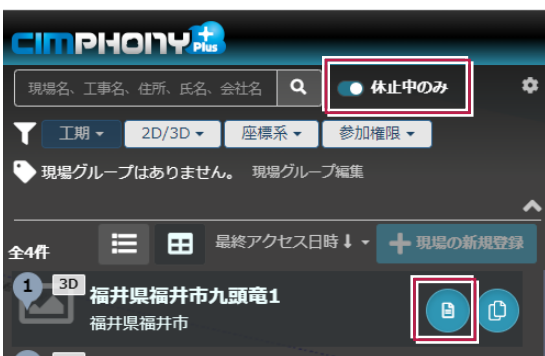 CIMPHONY Plus
現場名、工事名、住所、氏名、会社名
休止中のみ
工期 2D/3D 座標系 参加権限
現場グループはありません。 現場グループ編集
全4件 最終アクセス日時 現場の新規登録
1 3D
福井県福井市九頭竜1
福井県福井市